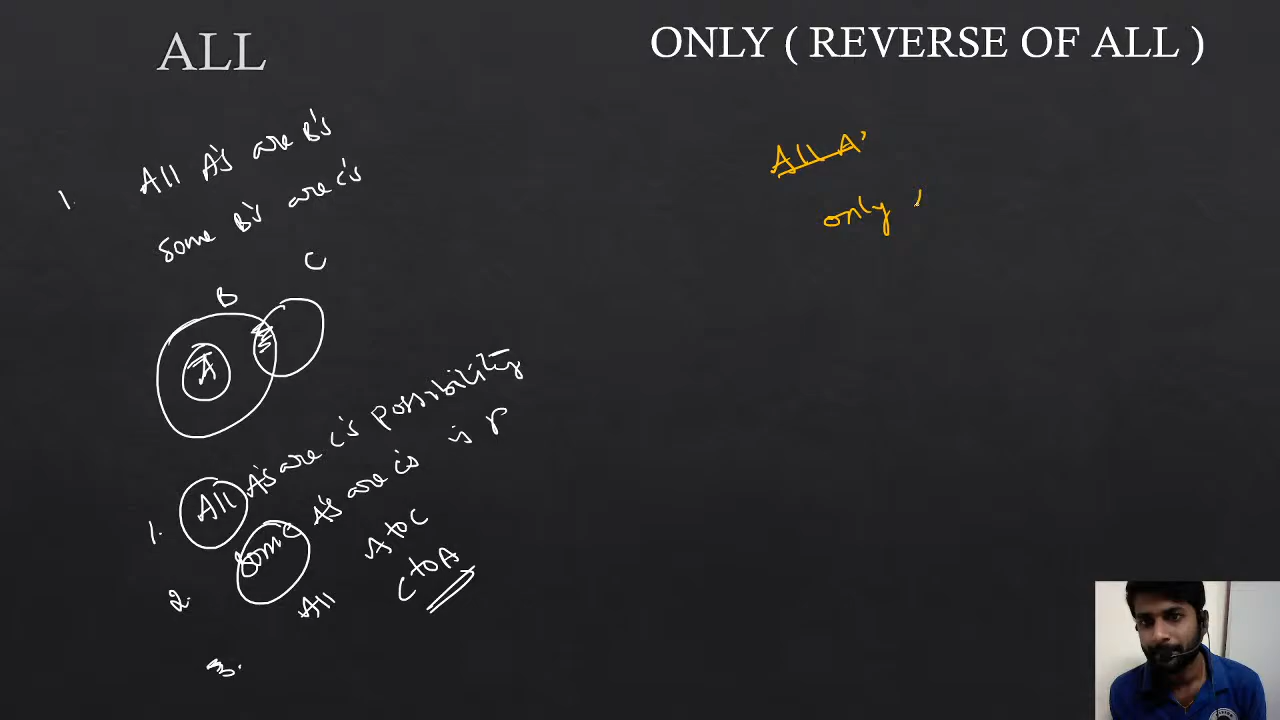 ALL
ONLY ( REVERSE OF ALL )
1. All A's are B's
some B's are C's
B
C
A
1. All A's are C's possibility
2. some A's are C's is P
All
A to C
C to A
3.
All A'
only